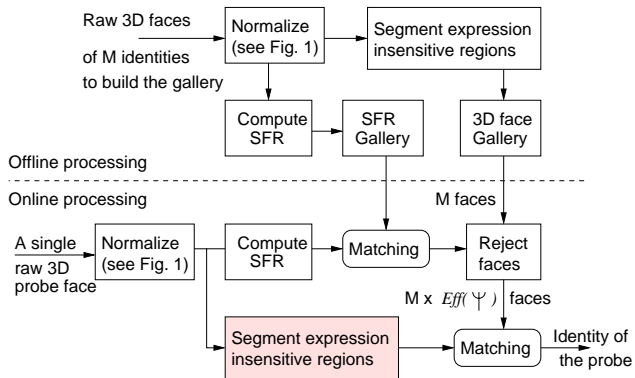 Raw 3D faces
of M identities
to build the gallery
Normalize
(see Fig. 1)
Segment expression
insensitive regions
Compute
SFR
SFR
Gallery
3D face
Gallery
Offline processing
Online processing
M faces
A single
raw 3D
probe face
Normalize
(see Fig. 1)
Compute
SFR
Matching
Reject
faces
M x Eff(Ψ) faces
Segment expression
insensitive regions
Matching
Identity of
the probe